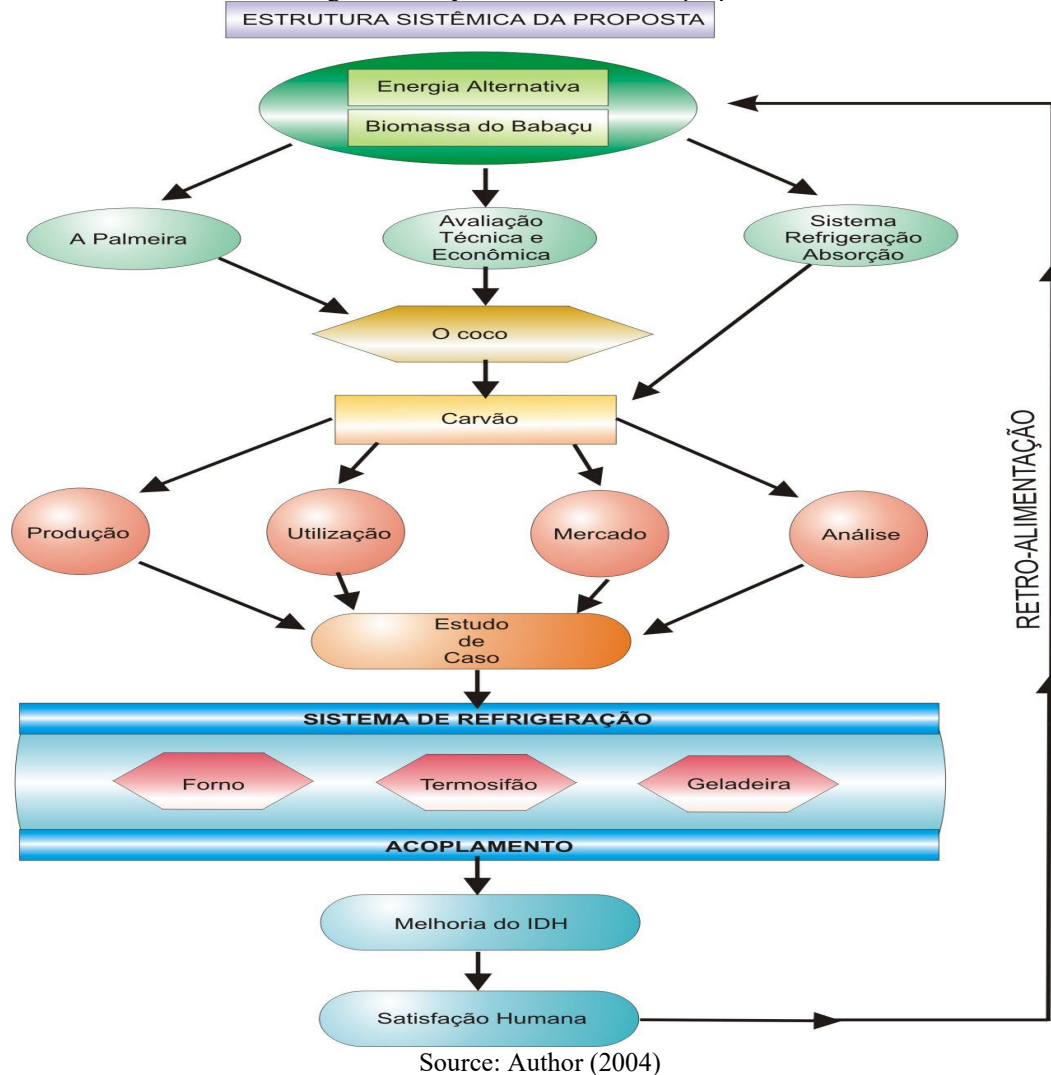 ESTRUTURA SISTÊMICA DA PROPOSTA
Energia Alternativa
Biomassa do Babaçu
A Palmeira
Avaliação
Técnica e
Econômica
Sistema
Refrigeração
Absorção
O coco
Carvão
Produção
Utilização
Mercado
Análise
Estudo
de
Caso
SISTEMA DE REFRIGERAÇÃO
Forno
Termosifão
Geladeira
ACOPLAMENTO
Melhoria do IDH
Satisfação Humana
RETRO-ALIMENTAÇÃO
Source: Author (2004)